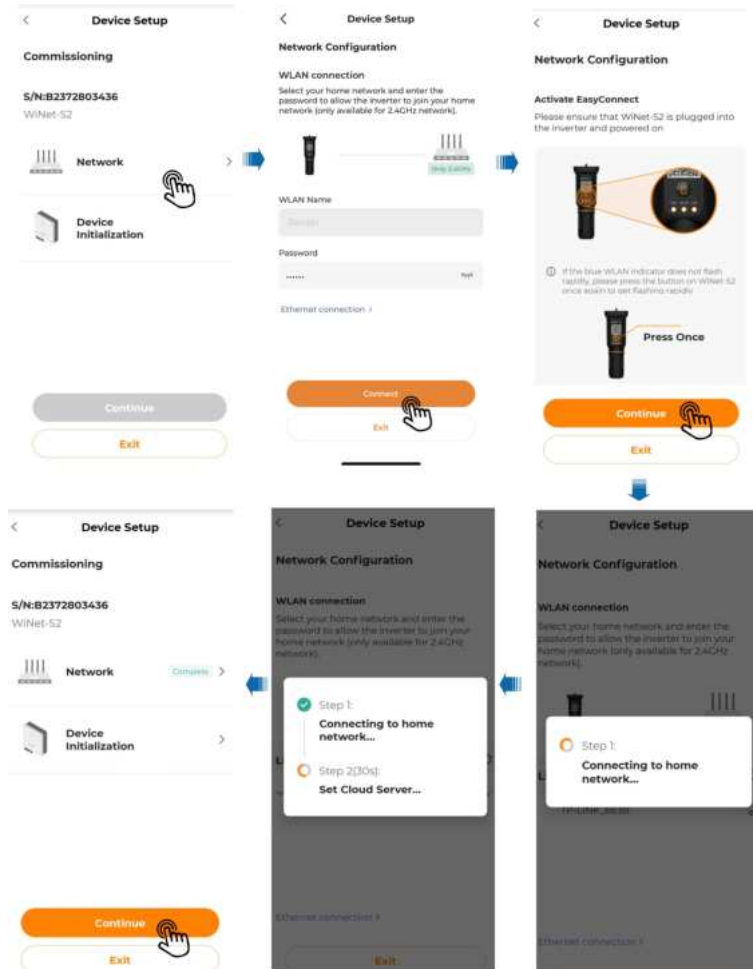 Device Setup
Commissioning
S/N:B2372803436
WiNet-S2
Network
Device
Initialization
Continue
Exit
Device Setup
Network Configuration
WLAN connection
Select your home network and enter the
password to allow the inverter to join your home
network (only available for 2.4GHz network).
Only 2.4GHz
WLAN Name
Password
Ethernet connection >
Connect
Exit
Device Setup
Network Configuration
Activate EasyConnect
Please ensure that WiNet-S2 is plugged into
the inverter and powered on
If the blue WLAN indicator does not flash
rapidly, please press the button on WiNet-S2
once again to get flashing rapidly
Press Once
Continue
Exit
Device Setup
Network Configuration
WLAN connection
Select your home network and enter the
password to allow the inverter to join your
home network (only available for 2.4GHz
network).
Step 1:
Connecting to home
network...
Ethernet connection >
Device Setup
Network Configuration
WLAN connection
Select your home network and enter the
password to allow the inverter to join your
home network (only available for 2.4GHz
network).
Step 1:
Connecting to home
network...
Step 2(30s):
Set Cloud Server...
Ethernet connection >
Exit
Device Setup
Commissioning
S/N:B2372803436
WiNet-S2
Network
Complete
Device
Initialization
Continue
Exit